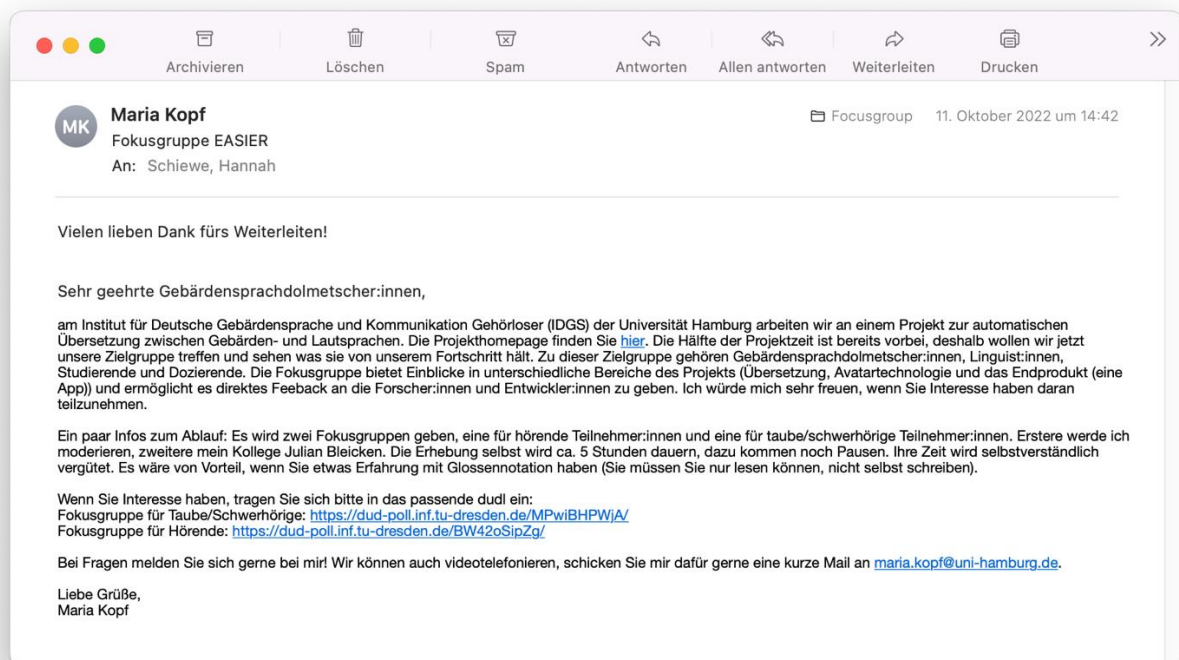 Archivieren Löschen Spam Antworten Allen antworten Weiterleiten Drucken
MK
Maria Kopf
Focusgroup 11. Oktober 2022 um 14:42
Fokusgruppe EASIER
An: Schiewe, Hannah
Vielen lieben Dank fürs Weiterleiten!
Sehr geehrte Gebärdensprachdolmetscher:innen,
am Institut für Deutsche Gebärdensprache und Kommunikation Gehörloser (IDGS) der Universität Hamburg arbeiten wir an einem Projekt zur automatischen
Übersetzung zwischen Gebärden- und Lautsprachen. Die Projekthomepage finden Sie hier. Die Hälfte der Projektzeit ist bereits vorbei, deshalb wollen wir jetzt
unsere Zielgruppe treffen und sehen was sie von unserem Fortschritt hält. Zu dieser Zielgruppe gehören Gebärdensprachdolmetscher:innen, Linguist:innen,
Studierende und Dozierende. Die Fokusgruppe bietet Einblicke in unterschiedliche Bereiche des Projekts (Übersetzung, Avatartechnologie und das Endprodukt (eine
App)) und ermöglicht es direktes Feeback an die Forscher:innen und Entwickler:innen zu geben. Ich würde mich sehr freuen, wenn Sie Interesse haben daran
teilzunehmen.
Ein paar Infos zum Ablauf: Es wird zwei Fokusgruppen geben, eine für hörende Teilnehmer:innen und eine für taube/schwerhörige Teilnehmer:innen. Erstere werde ich
moderieren, zweitere mein Kollege Julian Bleicken. Die Erhebung selbst wird ca. 5 Stunden dauern, dazu kommen noch Pausen. Ihre Zeit wird selbstverständlich
vergütet. Es wäre von Vorteil, wenn Sie etwas Erfahrung mit Glossennotation haben (Sie müssen Sie nur lesen können, nicht selbst schreiben).
Wenn Sie Interesse haben, tragen Sie sich bitte in das passende dudl ein:
Fokusgruppe für Taube/Schwerhörige: https://dud-poll.inf.tu-dresden.de/MPwiBHPWjA/
Fokusgruppe für Hörende: https://dud-poll.inf.tu-dresden.de/BW42oSipZg/
Bei Fragen melden Sie sich gerne bei mir! Wir können auch videotelefonieren, schicken Sie mir dafür gerne eine kurze Mail an maria.kopf@uni-hamburg.de.
Liebe Grüße,
Maria Kopf